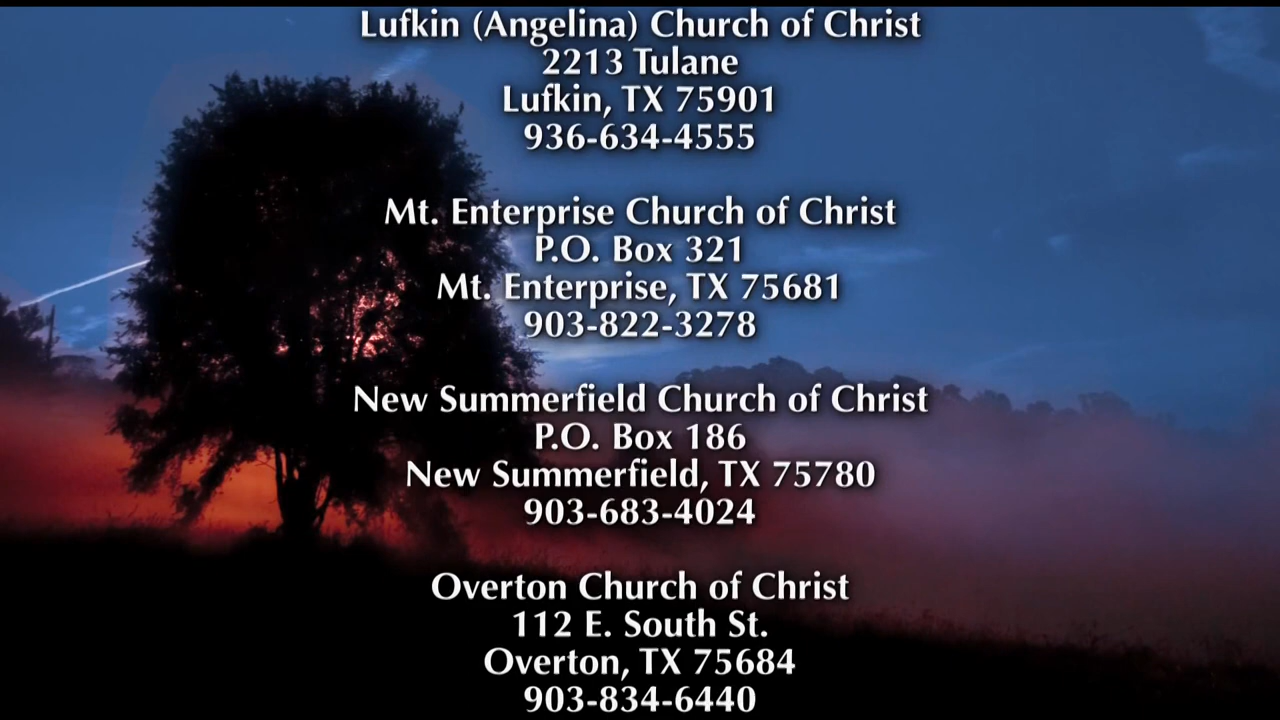 Lufkin (Angelina) Church of Christ
2213 Tulane
Lufkin, TX 75901
936-634-4555
Mt. Enterprise Church of Christ
P.O. Box 321
Mt. Enterprise, TX 75681
903-822-3278
New Summerfield Church of Christ
P.O. Box 186
New Summerfield, TX 75780
903-683-4024
Overton Church of Christ
112 E. South St.
Overton, TX 75684
903-834-6440